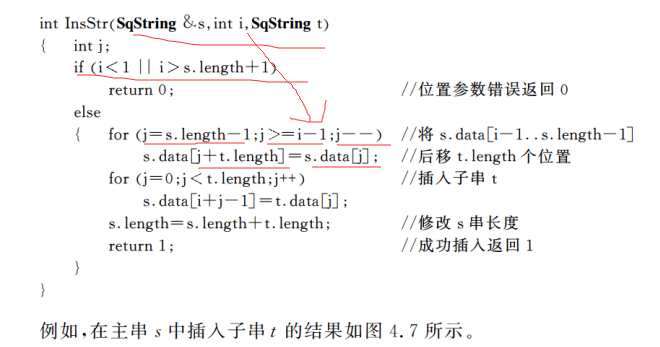 int InsStr(SqString &s,int i,SqString t)
{ int j;
if (i<1 || i>s.length+1)
return 0; //位置参数错误返回 0
else
{ for (j=s.length-1;j>=i-1;j--) //将 s.data[i-1..s.length-1]
s.data[j+t.length]=s.data[j]; //后移 t.length 个位置
for (j=0;j<t.length;j++) //插入子串 t
s.data[i+j-1]=t.data[j];
s.length=s.length+t.length; //修改 s 串长度
return 1; //成功插入返回 1
}
}
例如,在主串 s 中插入子串 t 的结果如图 4.7 所示。